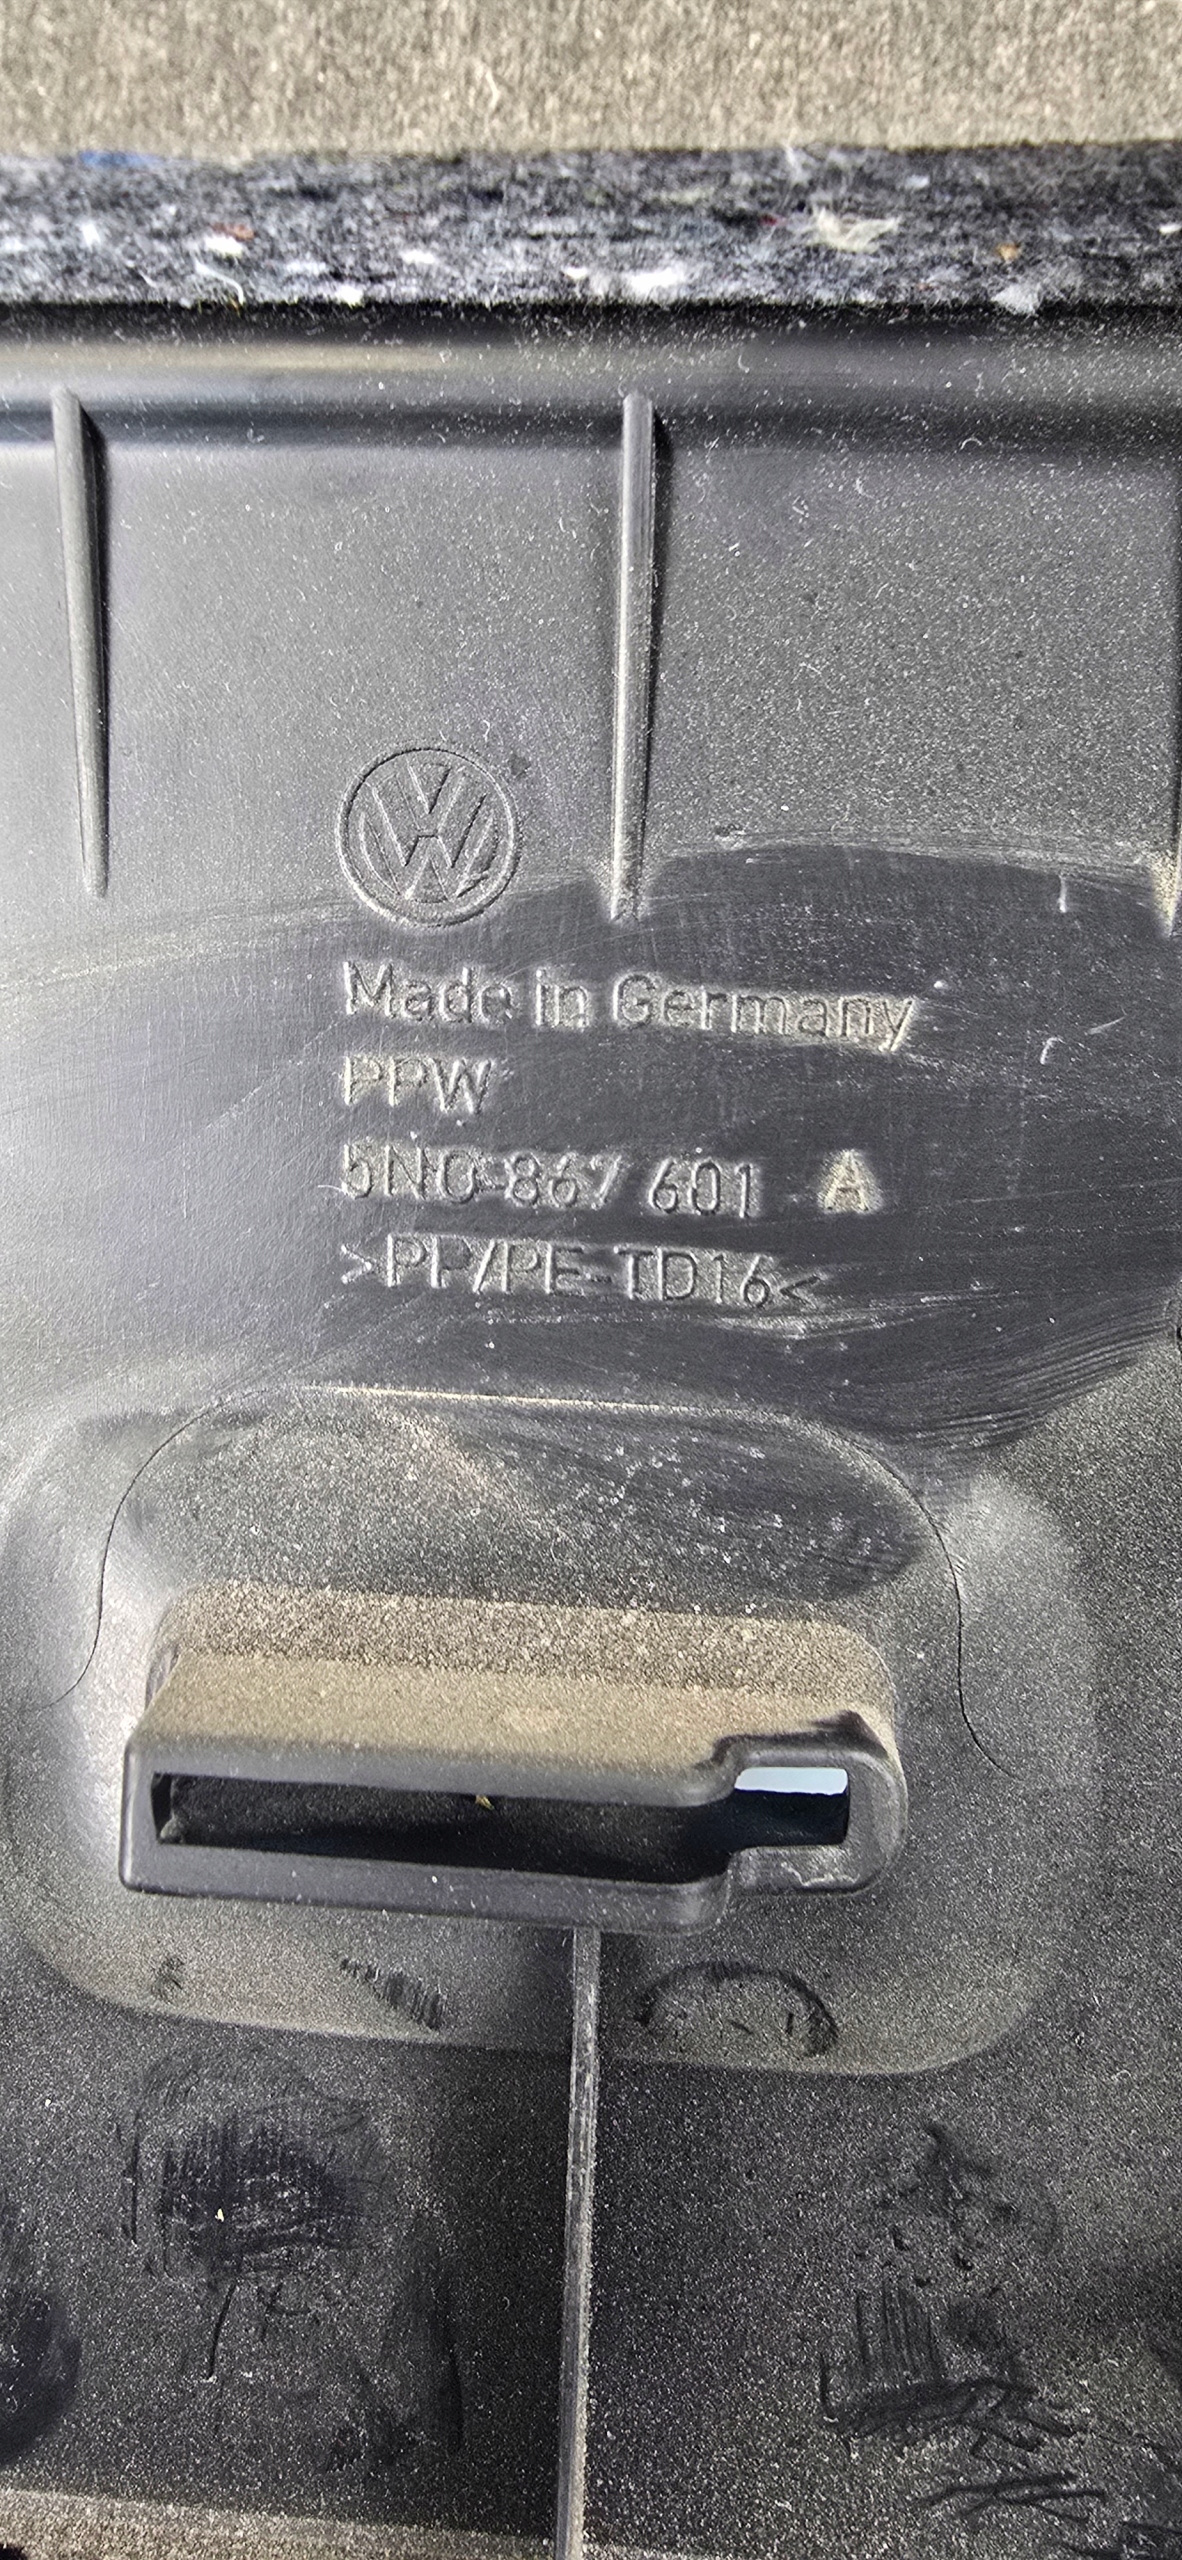 Made in Germany
PPW
5N0 867 601 A
>PP/PE-TD16<